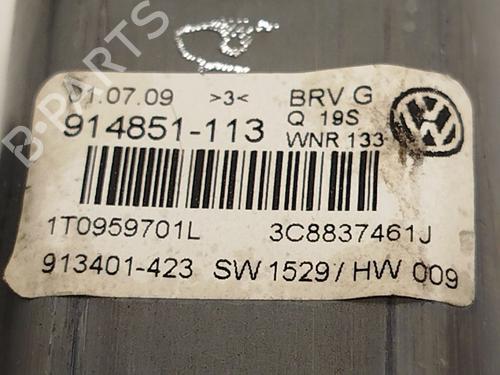 B-PARTS
01.07.09 >3< BRV G
Q 19S
914851-113 WNR 133
1T0959701L 3C8837461J
913401-423 SW 1529/ HW 009